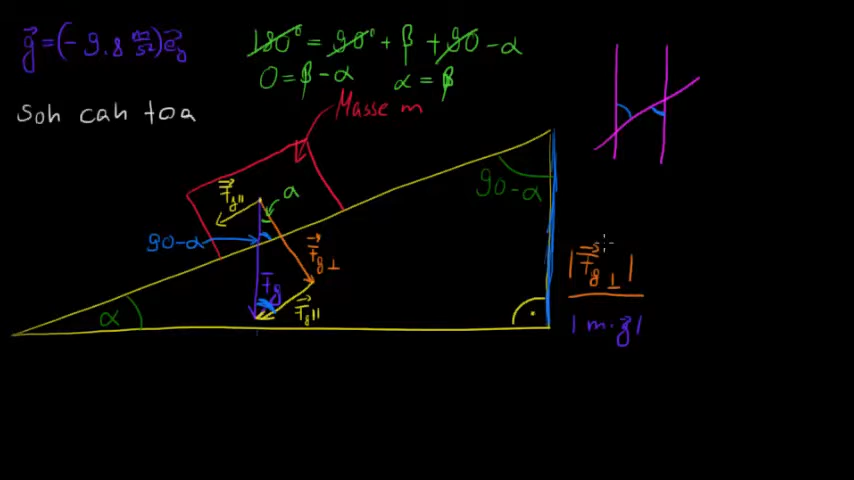 g⃗ = (- 9.8 m/s²) e⃗y
180° = 90° + β + 90 - α
0 = β - α   α = β
Soh cah toa
Masse m
F⃗g∥
α
90-α
90-α
F⃗g⊥
F⃗g
F⃗g∥
α
|F⃗g⊥|
|m·g⃗|